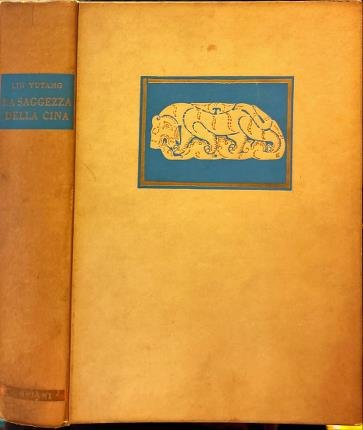 LIN YUTANG
LA SAGGEZZA
DELLA CINA